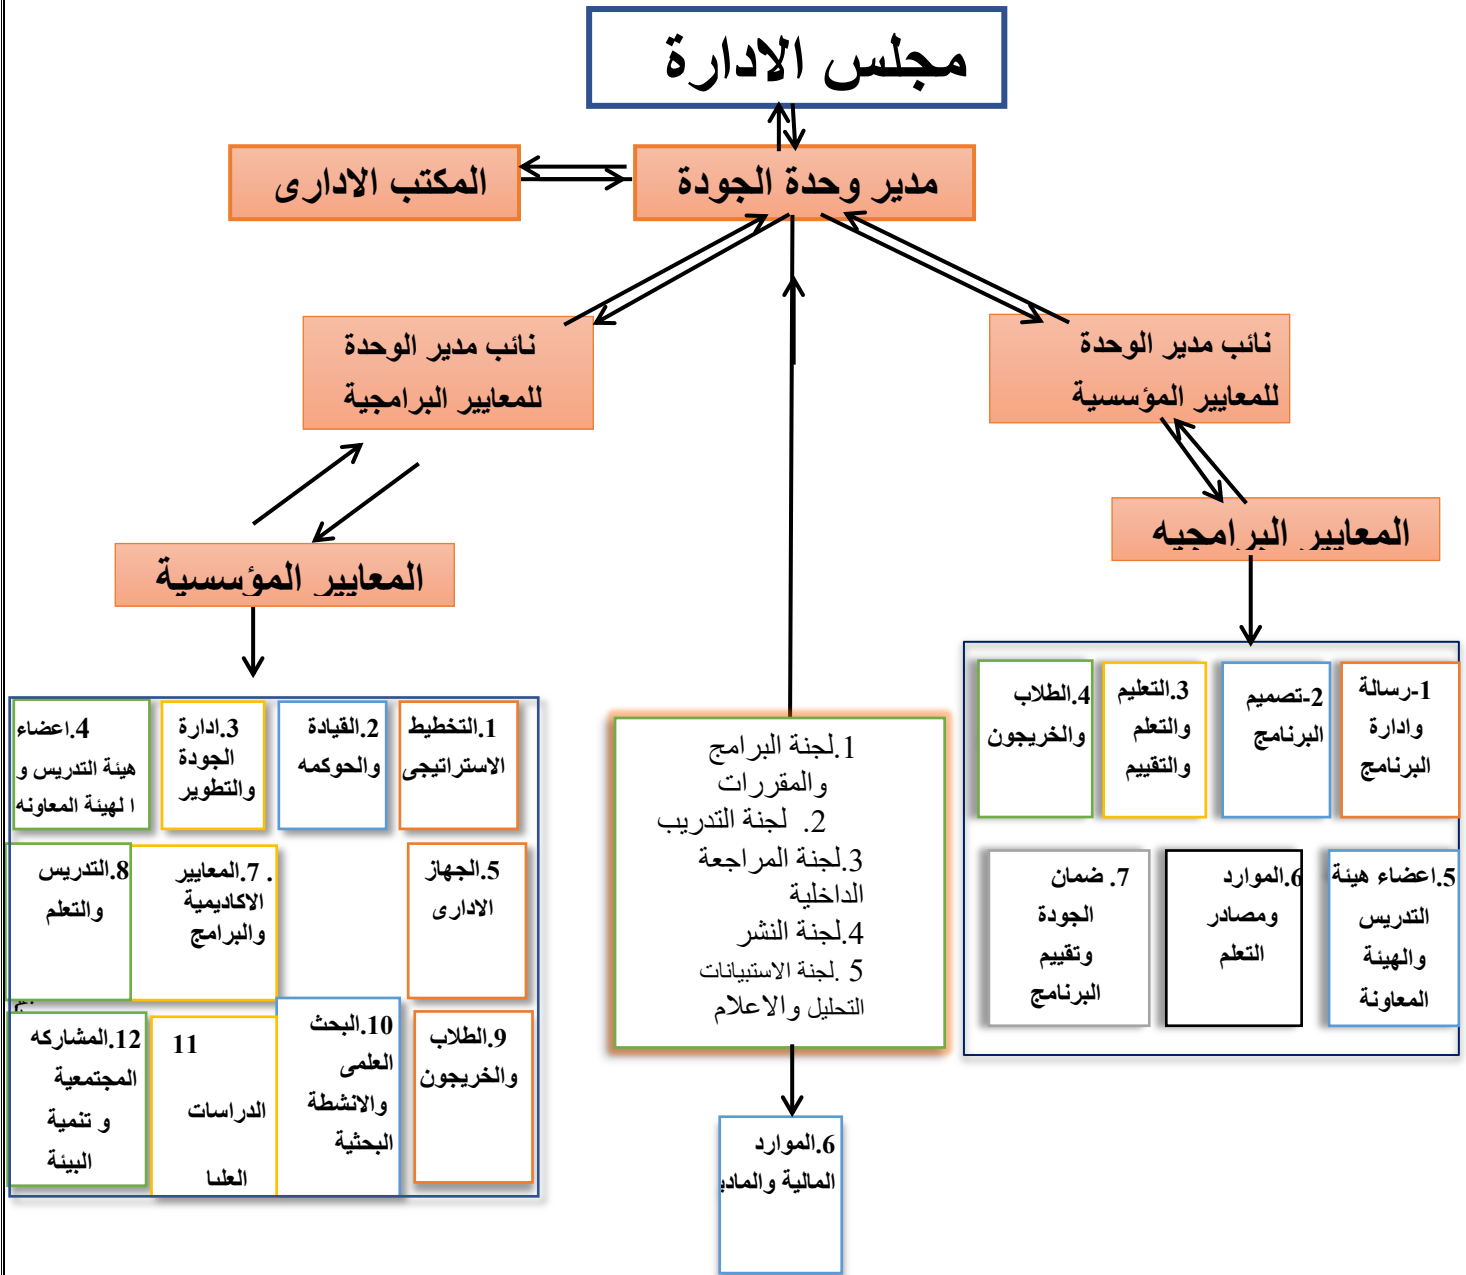 مجلس الادارة
مدير وحدة الجودة
المكتب الادارى
نائب مدير الوحدة
للمعايير المؤسسية
نائب مدير الوحدة
للمعايير البرامجية
المعايير البرامجيه
المعايير المؤسسية
1-رسالة
وادارة
البرنامج
2-تصميم
البرنامج
3.التعليم
والتعلم
والتقييم
4.الطلاب
والخريجون
5.اعضاء هيئة
التدريس
والهيئة
المعاونة
6.الموارد
ومصادر
التعلم
7. ضمان
الجودة
وتقييم
البرنامج
1.لجنة البرامج
والمقررات
2. لجنة التدريب
3.لجنة المراجعة
الداخلية
4.لجنة النشر
5 .لجنة الاستبيانات
التحليل والاعلام
6.الموارد
المالية والمادي
1.التخطيط
الاستراتيجى
2.القيادة
والحوكمه
3.ادارة
الجودة
والتطوير
4.اعضاء
هيئة التدريس و
ا لهيئة المعاونه
5.الجهاز
الادارى
. 7.المعايير
الاكاديمية
والبرامج
8.التدريس
والتعلم
9.الطلاب
والخريجون
10.البحث
العلمى
والانشطة
البحثية
11
الدراسات
العليا
12.المشاركه
المجتمعية
و تنمية
البيئة